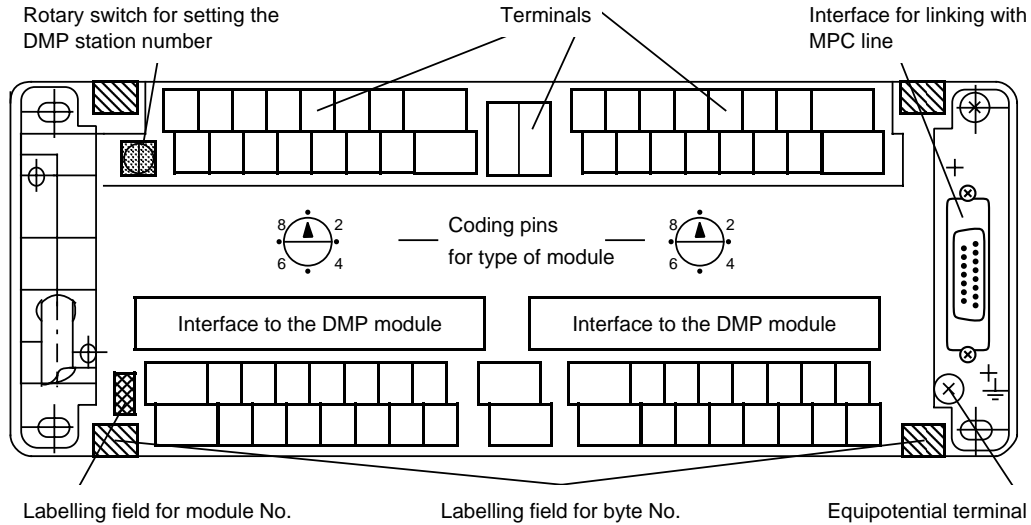 Rotary switch for setting the
DMP station number
Terminals
Interface for linking with
MPC line
8 2
6 4
Coding pins
for type of module
8 2
6 4
Interface to the DMP module
Interface to the DMP module
Labelling field for module No.
Labelling field for byte No.
Equipotential terminal